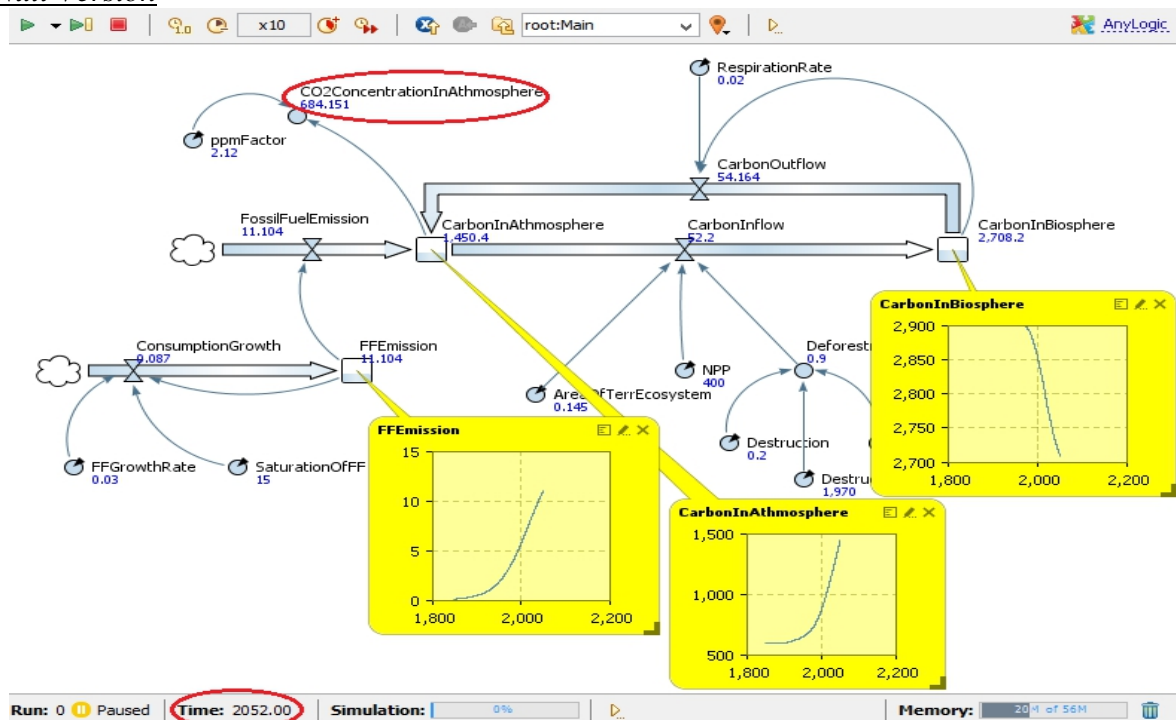 x10
root:Main
AnyLogic
RespirationRate
0.02
CO2ConcentrationInAthmosphere
684.151
ppmFactor
2.12
CarbonOutflow
54.164
FossilFuelEmission
11.104
CarbonInAthmosphere
1,450.4
CarbonInflow
52.2
CarbonInBiosphere
2,708.2
CarbonInBiosphere
2,900
2,850
2,800
2,750
2,700
1,800 2,000 2,200
ConsumptionGrowth
0.087
FFEmission
11.104
Deforest
0.9
NPP
400
AreaOfTerrEcosystem
0.145
FFEmission
15
10
5
0
1,800 2,000 2,200
Destruction
0.2
FFGrowthRate
0.03
SaturationOfFF
15
Destru
1,970
CarbonInAthmosphere
1,500
1,000
500
1,800 2,000 2,200
Run: 0 Paused Time: 2052.00 Simulation: 0% Memory: 20M of 56M